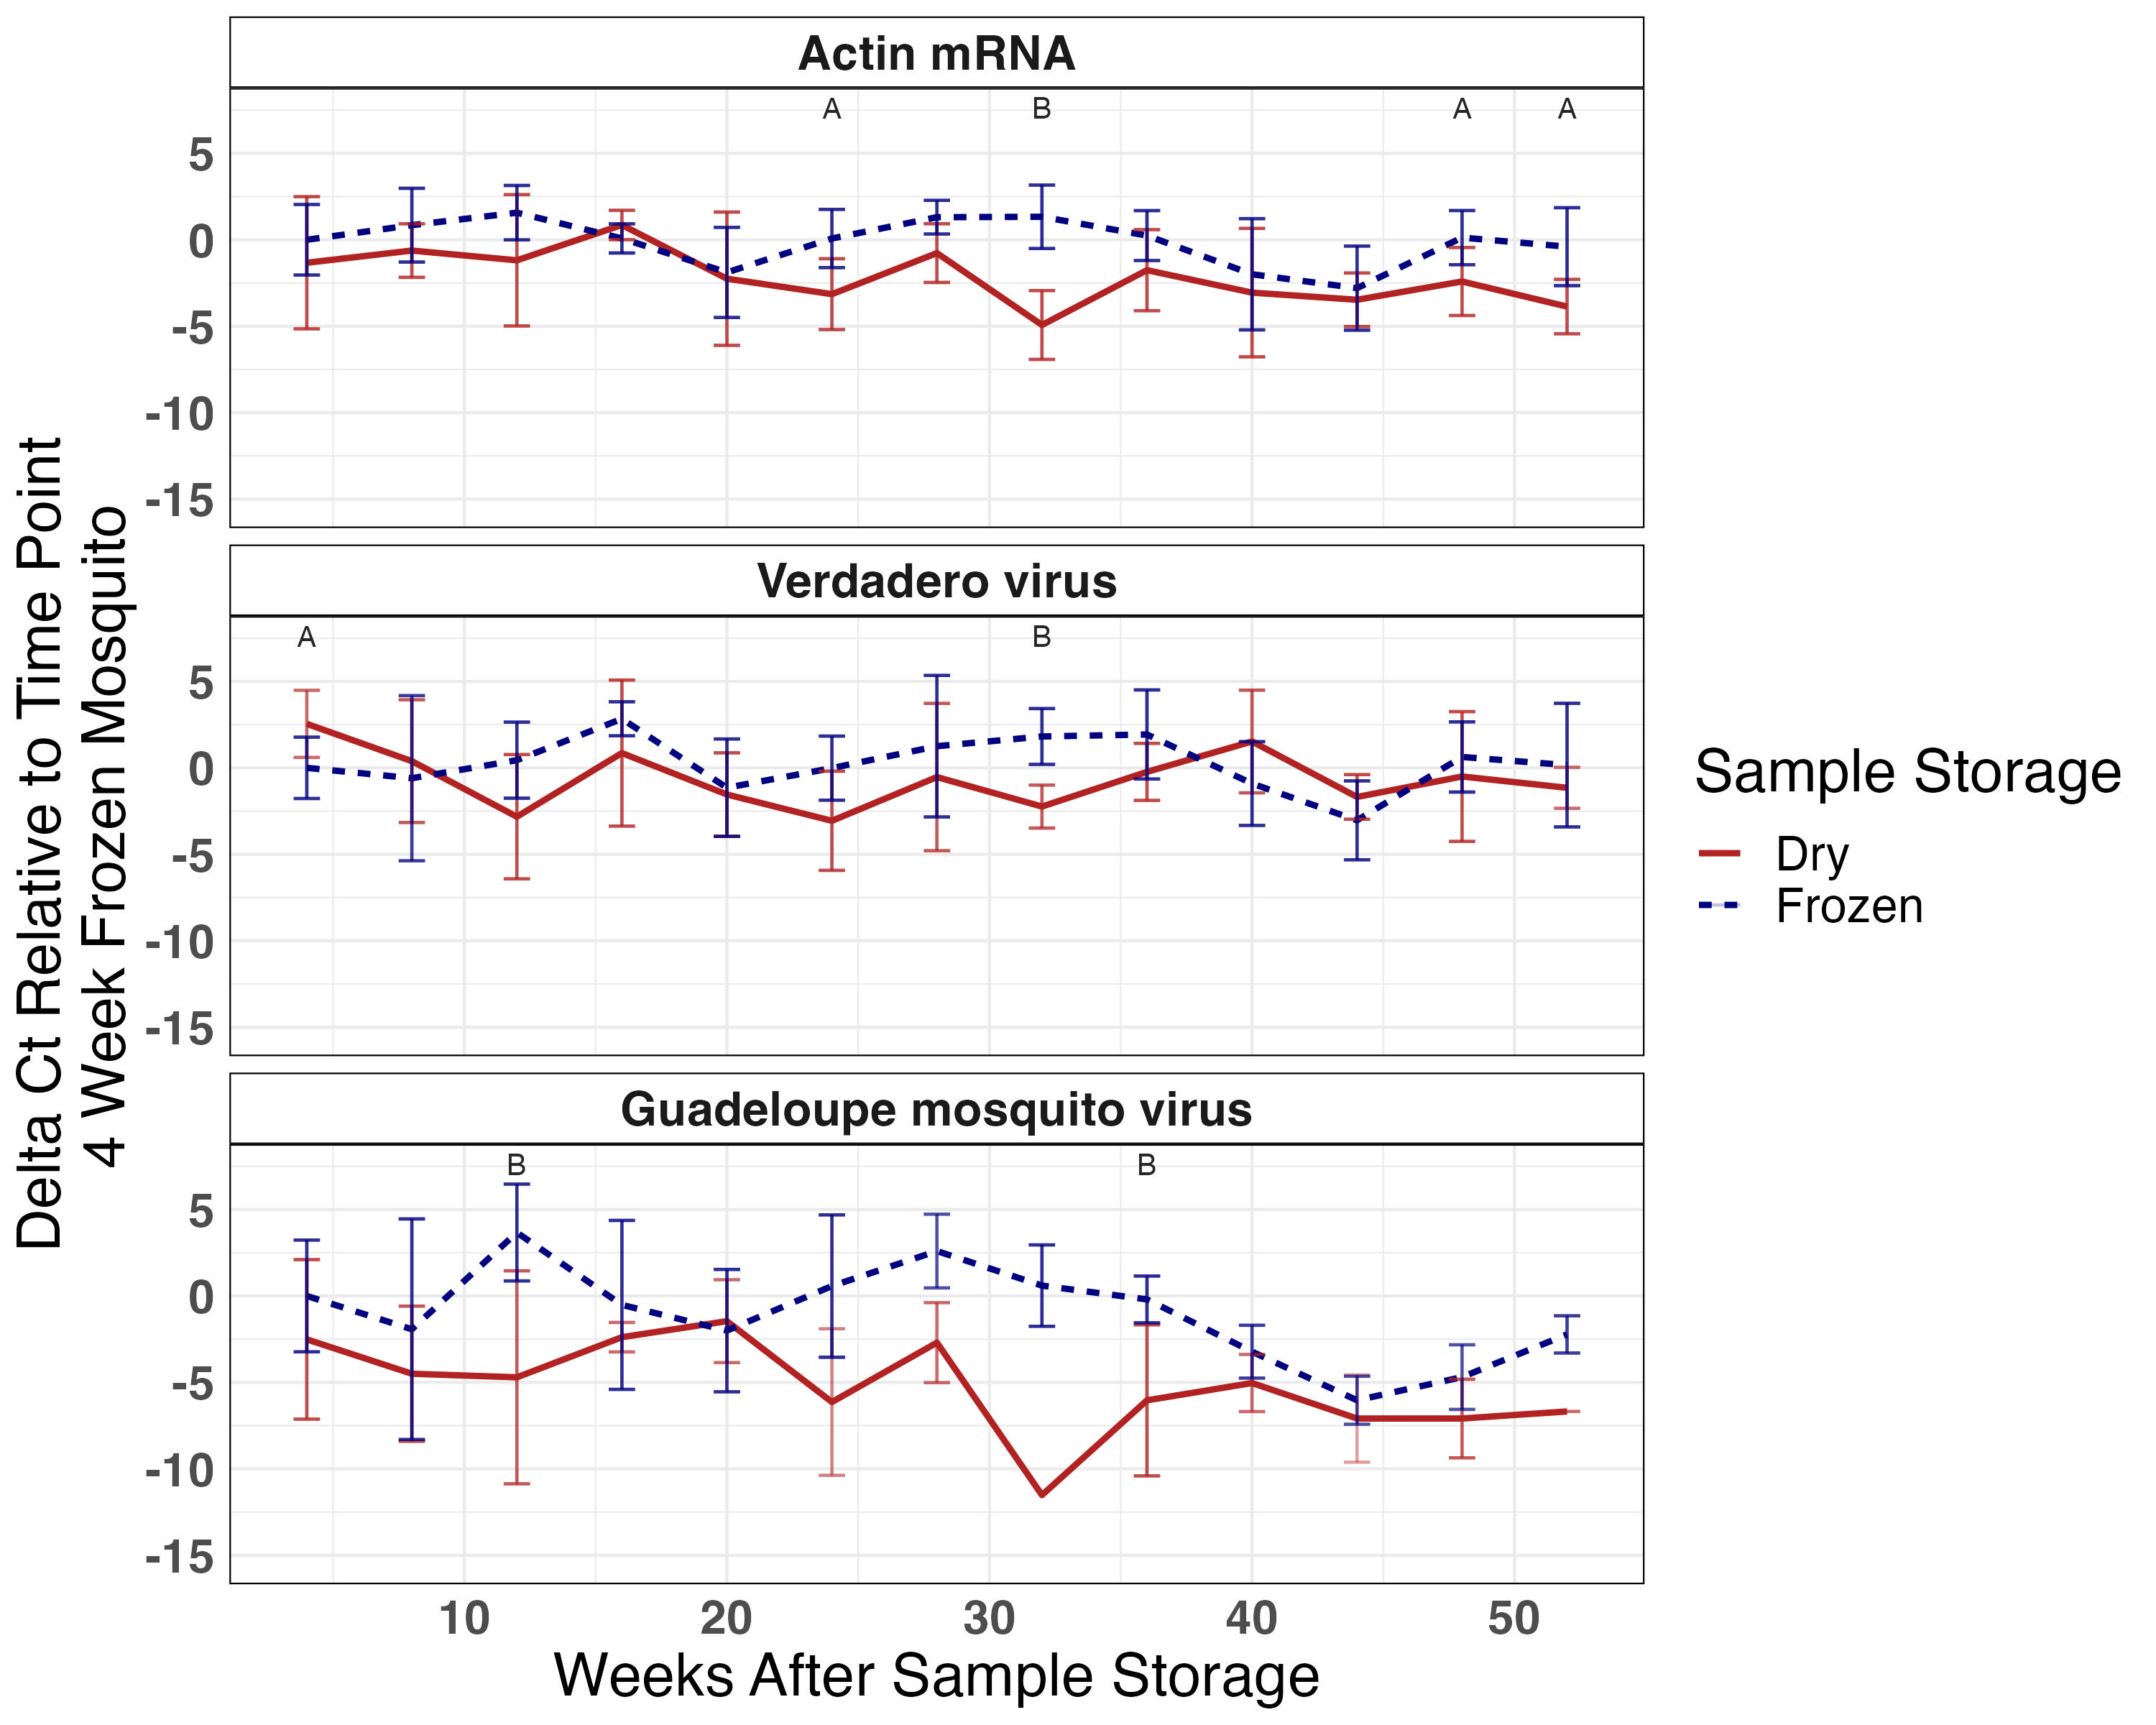 Actin mRNA
A B A A
5
0
-5
-10
-15
Verdadero virus
A B
5
0
-5
-10
-15
Guadeloupe mosquito virus
B B
5
0
-5
-10
-15
10 20 30 40 50
Weeks After Sample Storage
Delta Ct Relative to Time Point
4 Week Frozen Mosquito
Sample Storage
Dry
Frozen